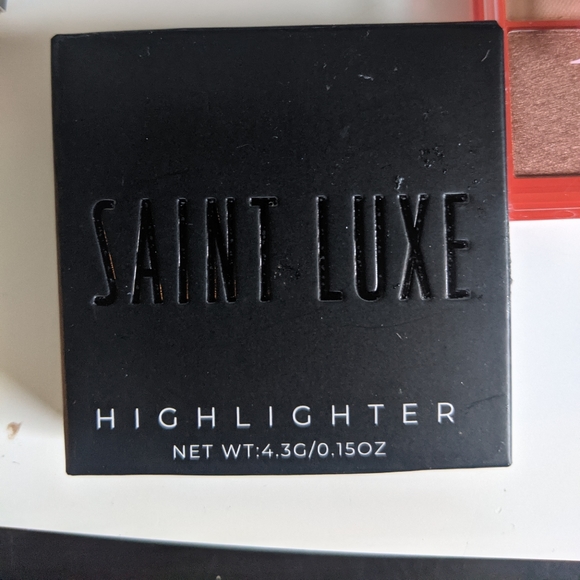 SAINT LUXE
HIGHLIGHTER
NET WT:4.3G/0.15OZ